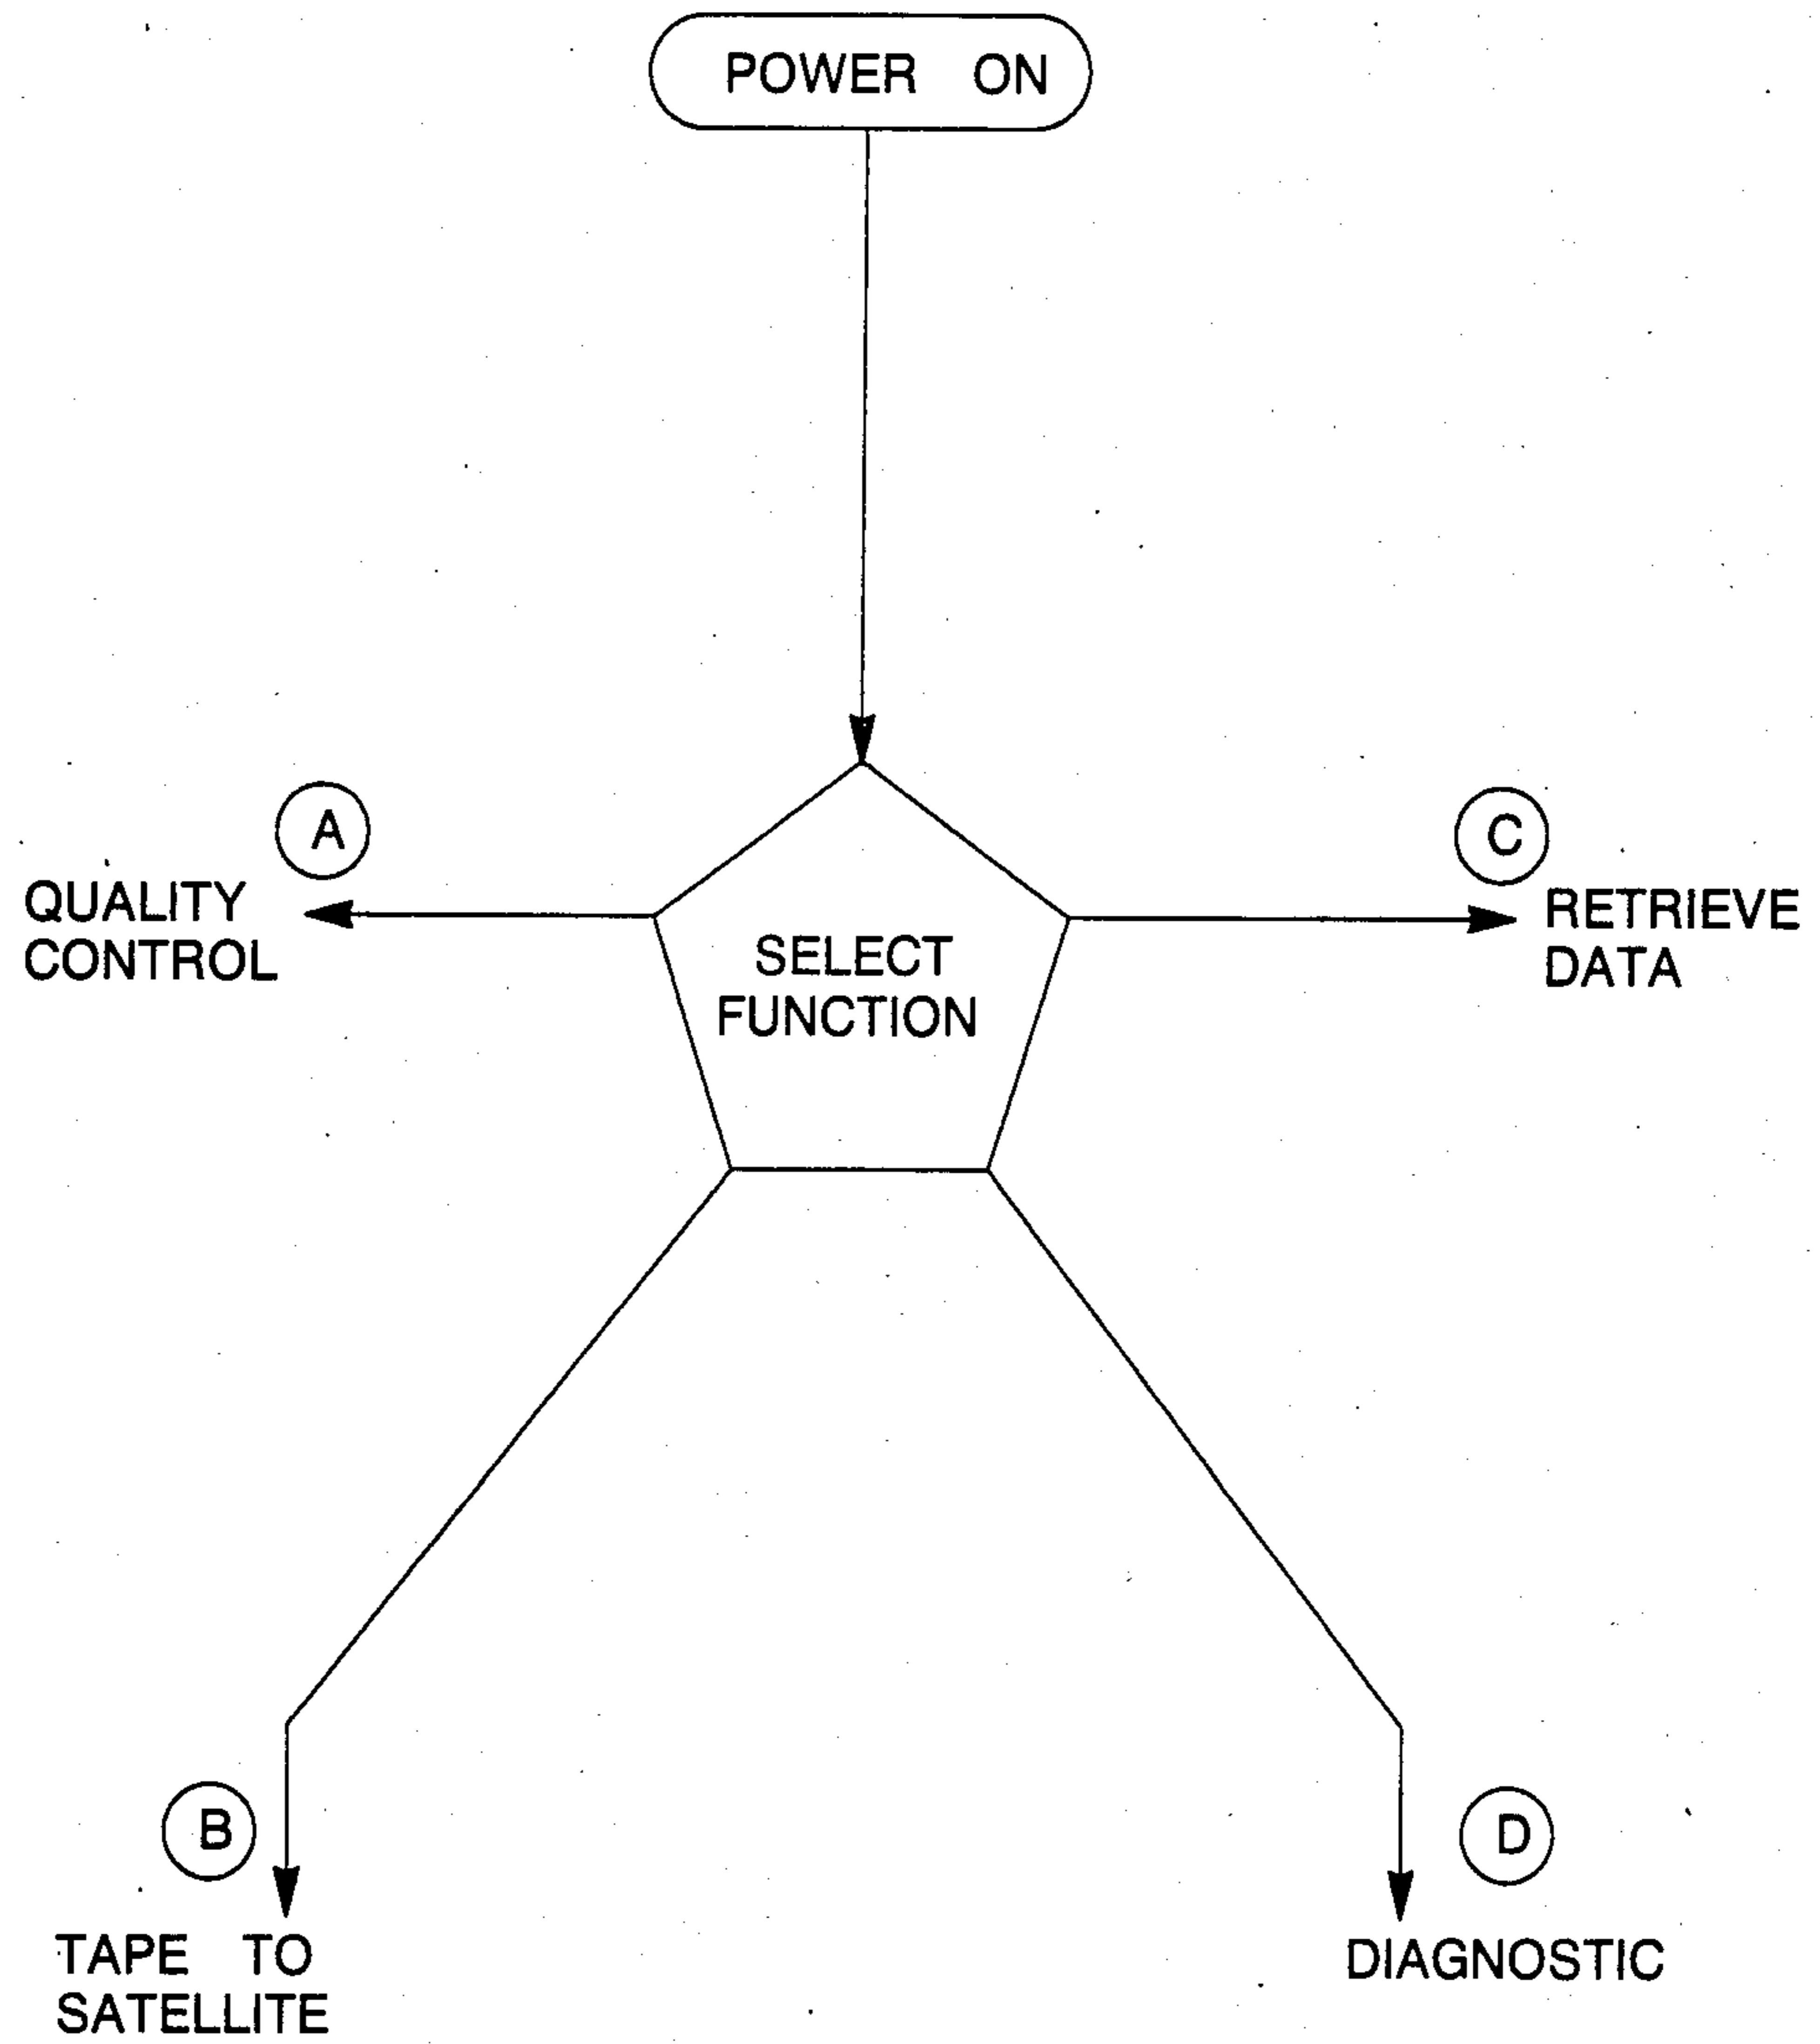 POWER ON
A
QUALITY
CONTROL
C
RETRIEVE
DATA
SELECT
FUNCTION
B
TAPE TO
SATELLITE
D
DIAGNOSTIC